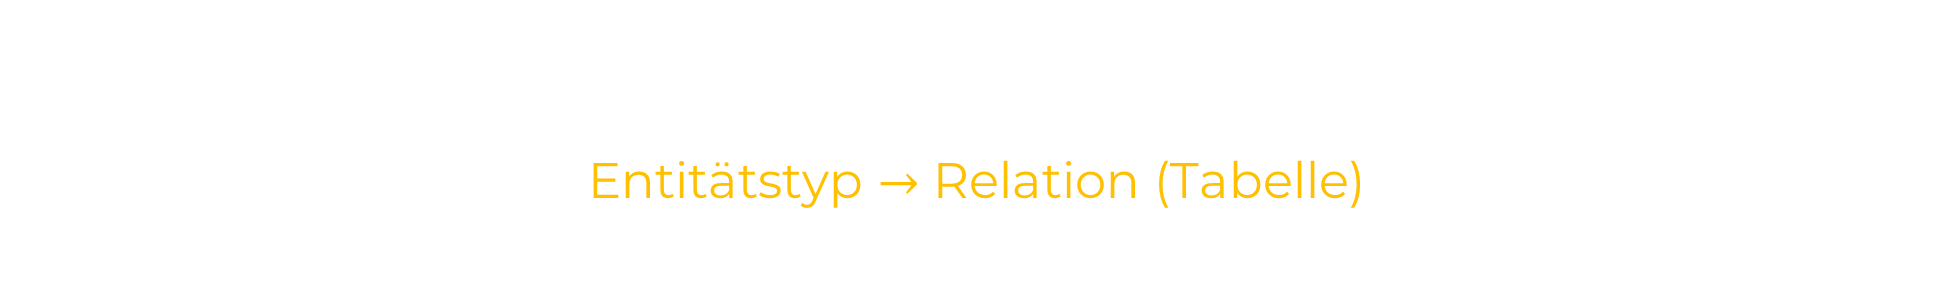 Entitätstyp → Relation (Tabelle)